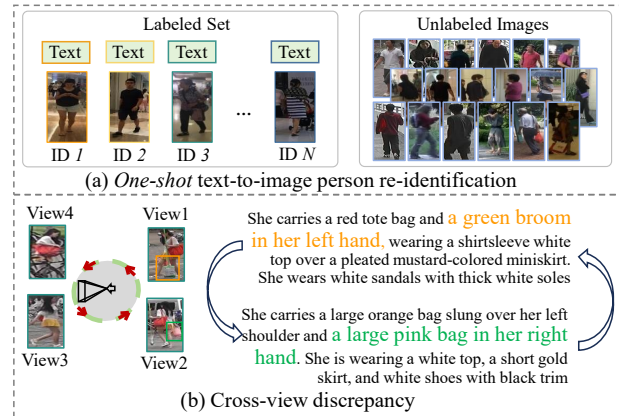 Labeled Set
Unlabeled Images
Text Text Text Text
...
ID 1 ID 2 ID 3 ID N
(a) One-shot text-to-image person re-identification
View4 View1
View3 View2
She carries a red tote bag and a green broom
in her left hand, wearing a shirtsleeve white
top over a pleated mustard-colored miniskirt.
She wears white sandals with thick white soles
She carries a large orange bag slung over her left
shoulder and a large pink bag in her right
hand. She is wearing a white top, a short gold
skirt, and white shoes with black trim
(b) Cross-view discrepancy